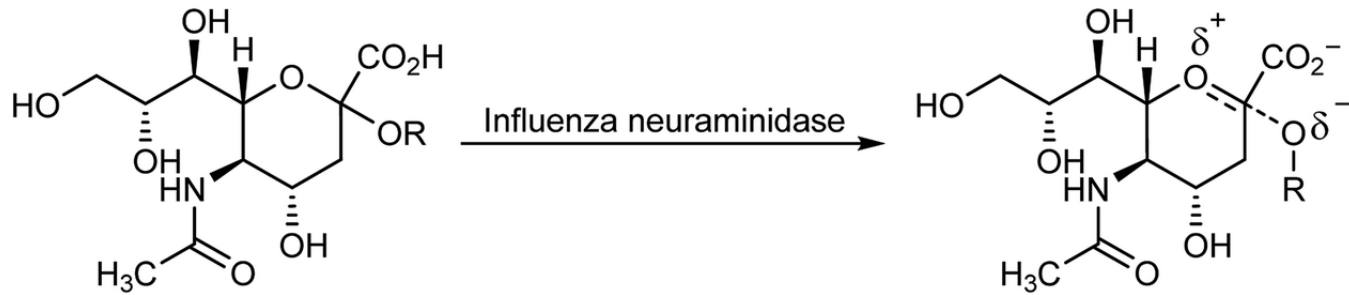 OH
H
O
CO₂H
HO
OR
OH
HN
OH
H₃C
O
Influenza neuraminidase
OH
δ⁺
H
O
CO₂⁻
HO
O
δ⁻
OH
R
HN
OH
H₃C
O